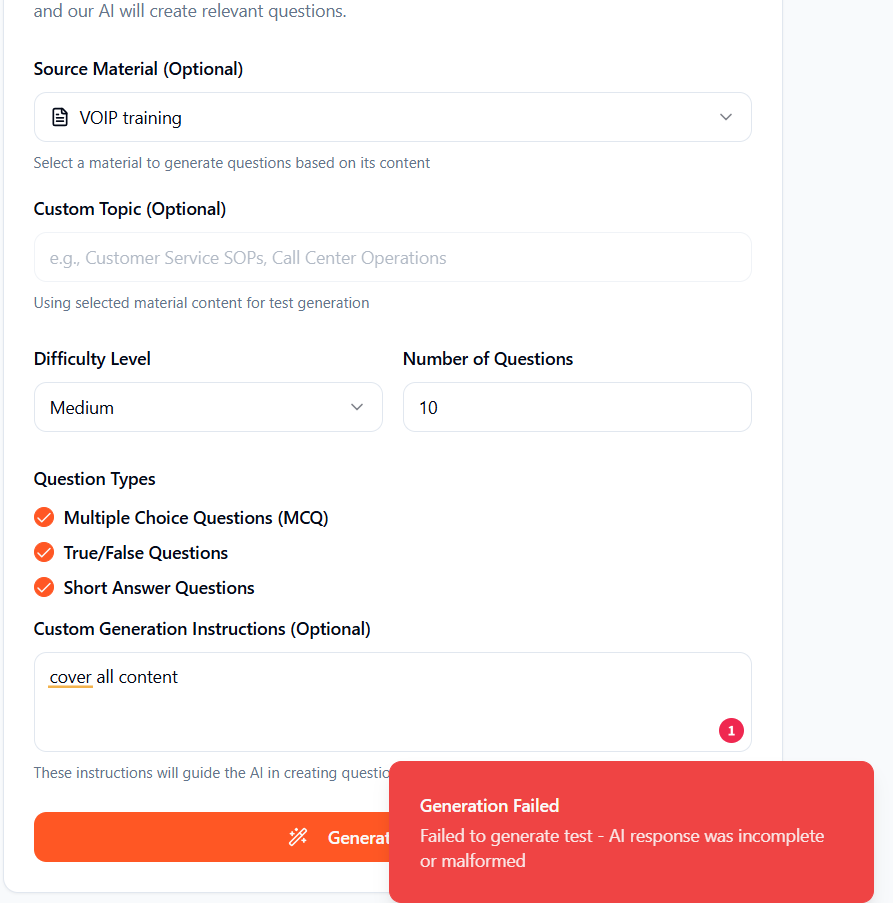 and our AI will create relevant questions.
Source Material (Optional)
VOIP training
Select a material to generate questions based on its content
Custom Topic (Optional)
e.g., Customer Service SOPs, Call Center Operations
Using selected material content for test generation
Difficulty Level
Number of Questions
Medium
10
Question Types
Multiple Choice Questions (MCQ)
True/False Questions
Short Answer Questions
Custom Generation Instructions (Optional)
cover all content
1
These instructions will guide the AI in creating questio
Generat
Generation Failed
Failed to generate test - AI response was incomplete
or malformed